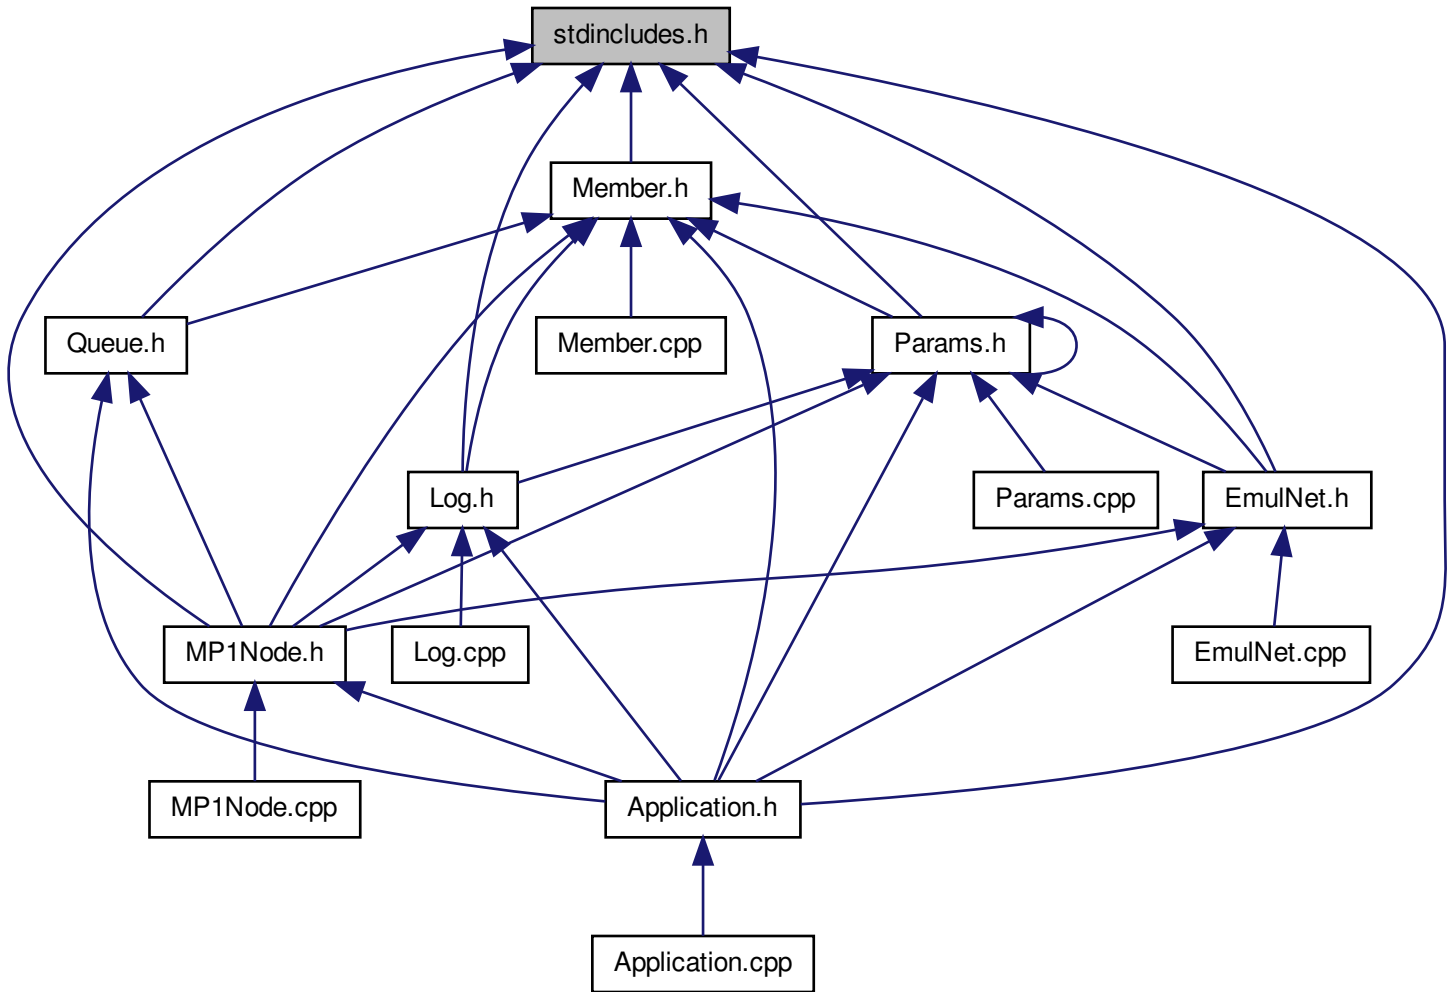 stdincludes.h
Member.h
Queue.h
Member.cpp
Params.h
Log.h
Params.cpp
EmulNet.h
MP1Node.h
Log.cpp
EmulNet.cpp
MP1Node.cpp
Application.h
Application.cpp